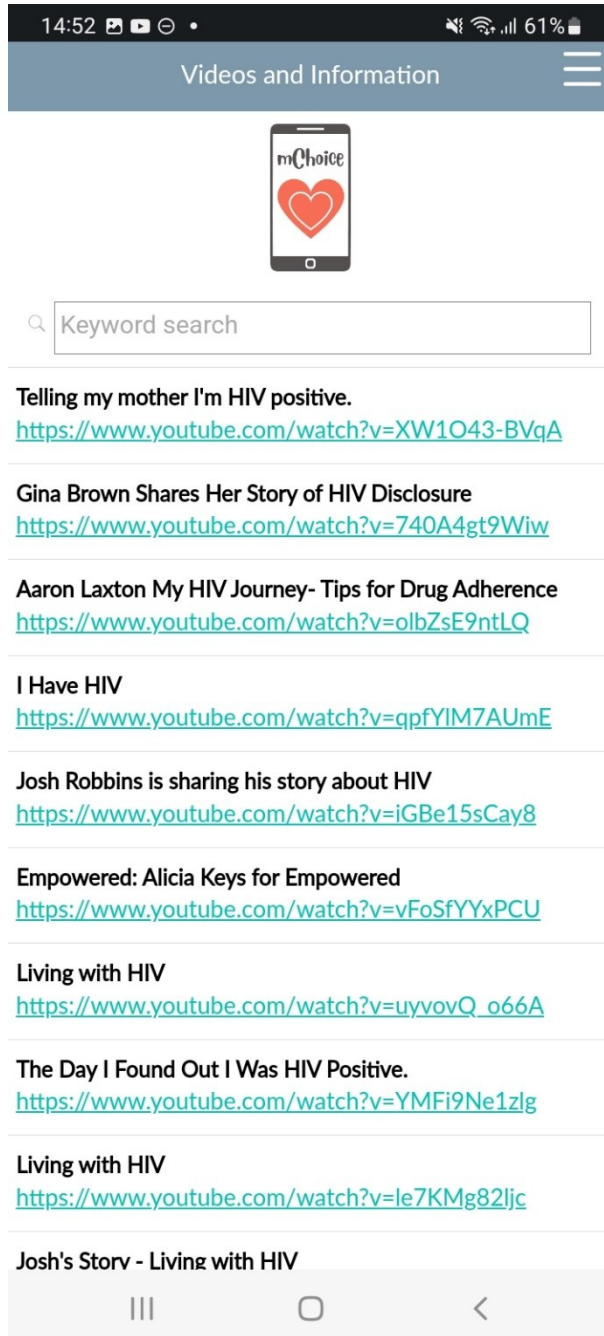 14:52
61%
Videos and Information
mChoice
Keyword search
Telling my mother I'm HIV positive.
https://www.youtube.com/watch?v=XW1O43-BVqA
Gina Brown Shares Her Story of HIV Disclosure
https://www.youtube.com/watch?v=740A4gt9Wiw
Aaron Laxton My HIV Journey- Tips for Drug Adherence
https://www.youtube.com/watch?v=olbZsE9ntLQ
I Have HIV
https://www.youtube.com/watch?v=qpfYlM7AUmE
Josh Robbins is sharing his story about HIV
https://www.youtube.com/watch?v=iGBe15sCay8
Empowered: Alicia Keys for Empowered
https://www.youtube.com/watch?v=vFoSfYYxPCU
Living with HIV
https://www.youtube.com/watch?v=uyvovQ_o66A
The Day I Found Out I Was HIV Positive.
https://www.youtube.com/watch?v=YMFi9Ne1zlg
Living with HIV
https://www.youtube.com/watch?v=le7KMg82ljc
Josh's Story - Living with HIV